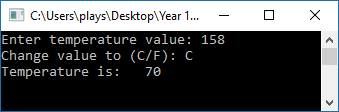 C:\Users\plays\Desktop\Year 1...
Enter temperature value: 158
Change value to (C/F): C
Temperature is:   70